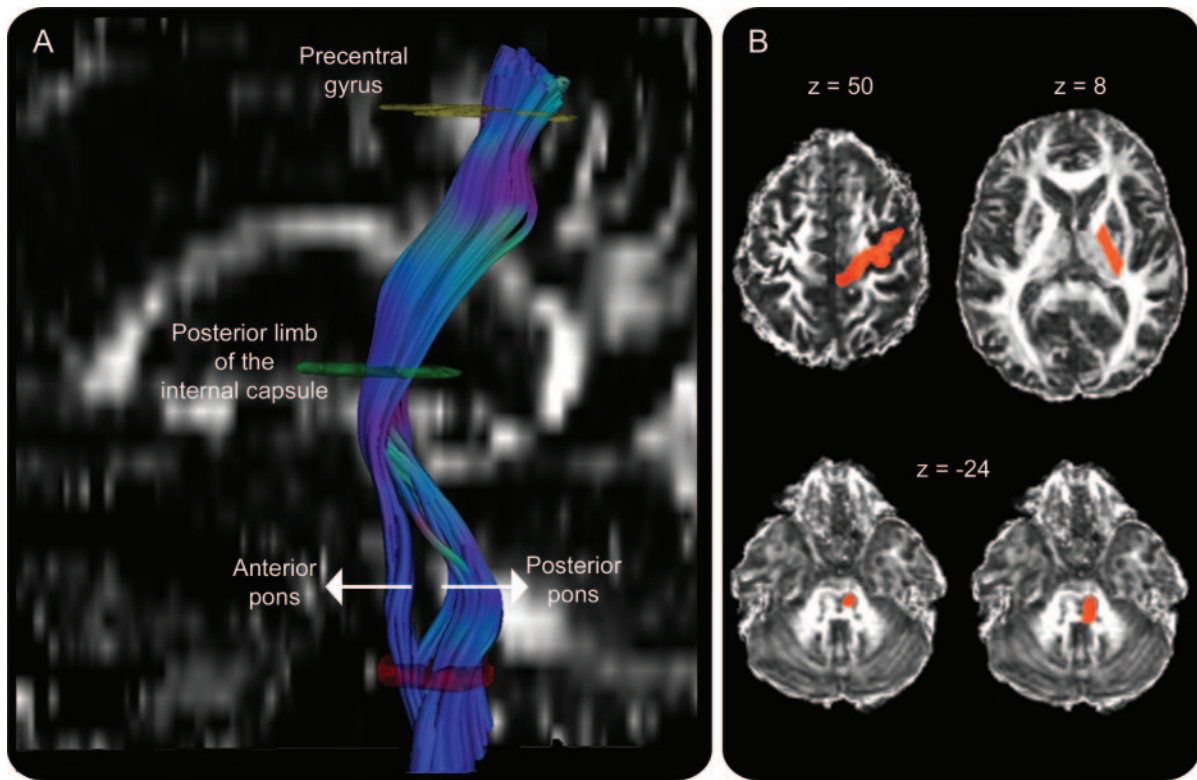 A
Precentral
gyrus
Posterior limb
of the
internal capsule
Anterior
pons
Posterior
pons
B
z = 50
z = 8
z = -24